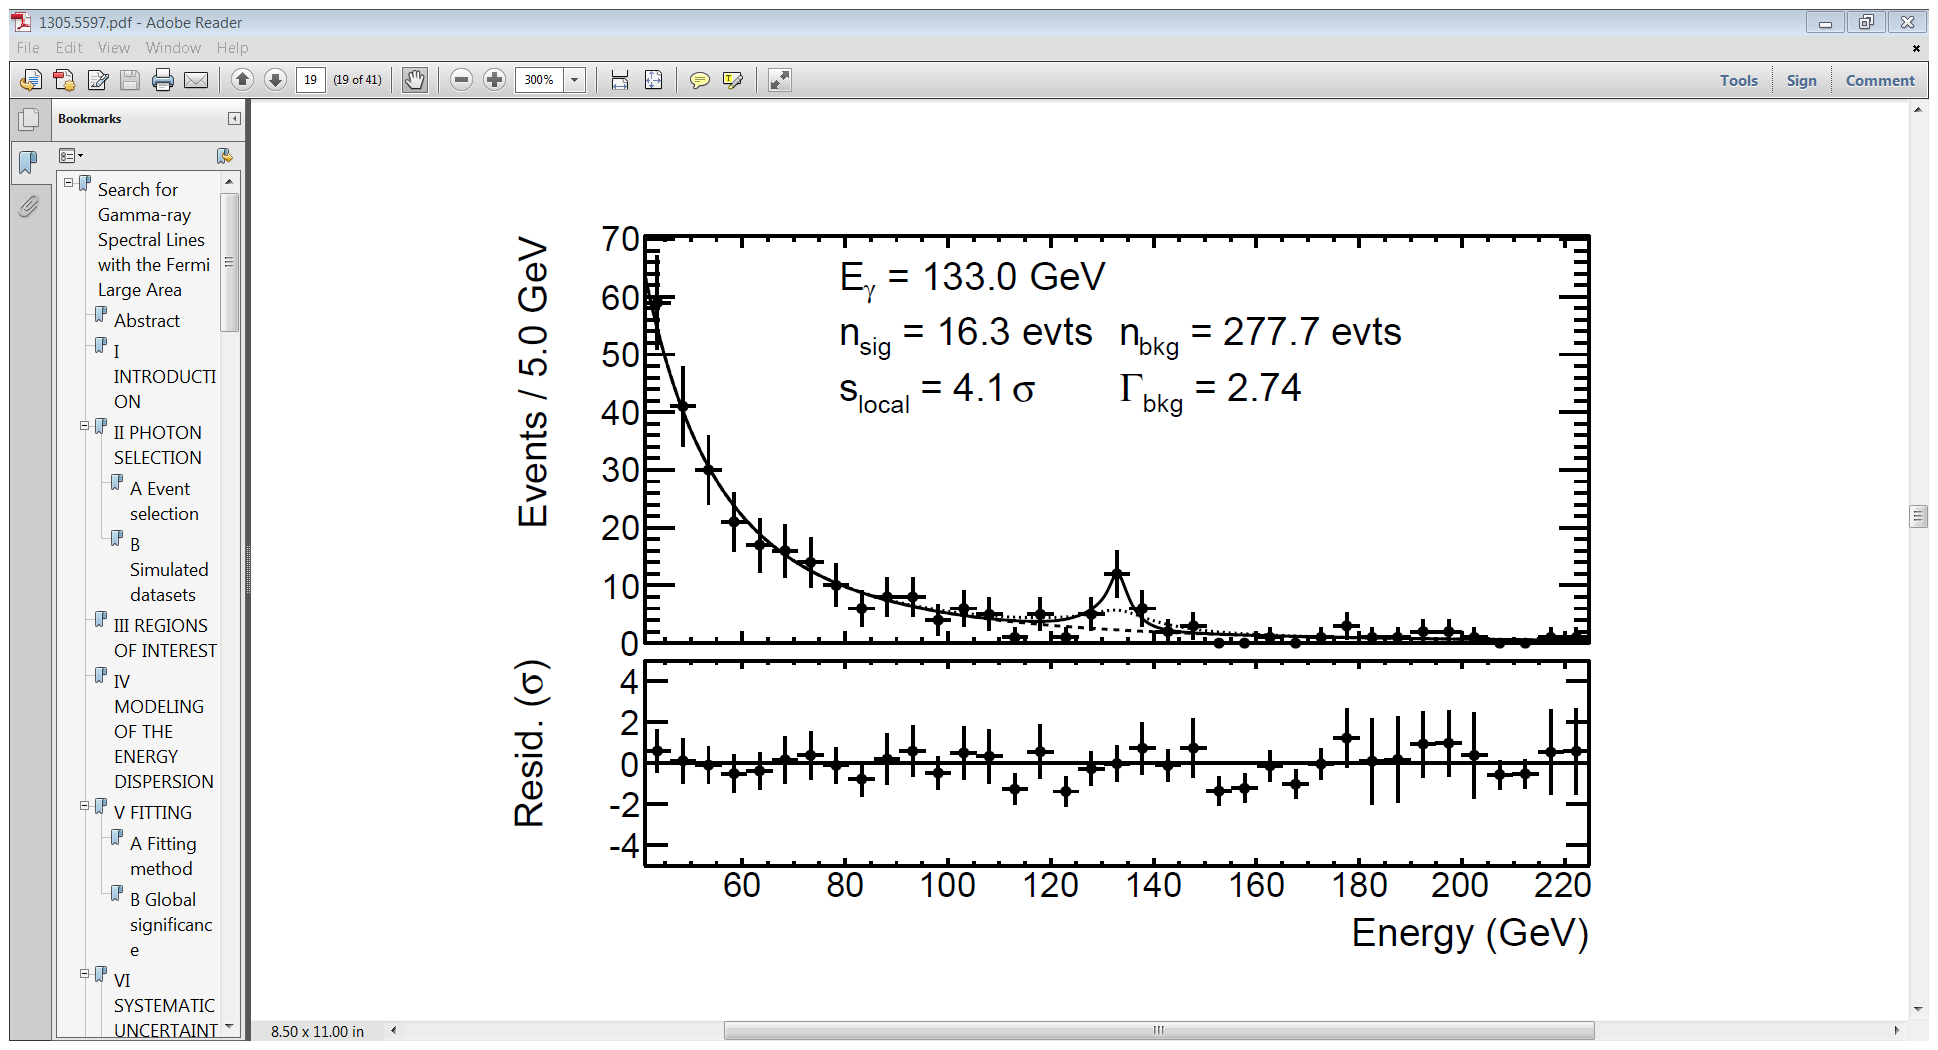 1305.5597.pdf - Adobe Reader
File Edit View Window Help
19 (19 of 41) 300% Tools Sign Comment
Bookmarks
Search for
Gamma-ray
Spectral Lines
with the Fermi
Large Area
Abstract
I
INTRODUCTI
ON
II PHOTON
SELECTION
A Event
selection
B
Simulated
datasets
III REGIONS
OF INTEREST
IV
MODELING
OF THE
ENERGY
DISPERSION
V FITTING
A Fitting
method
B Global
significanc
e
VI
SYSTEMATIC
UNCERTAINT
8.50 x 11.00 in
Events / 5.0 GeV
70
60
50
40
30
20
10
0
Eγ = 133.0 GeV
nsig = 16.3 evts nbkg = 277.7 evts
slocal = 4.1 σ Γbkg = 2.74
Resid. (σ)
4
2
0
-2
-4
60 80 100 120 140 160 180 200 220
Energy (GeV)